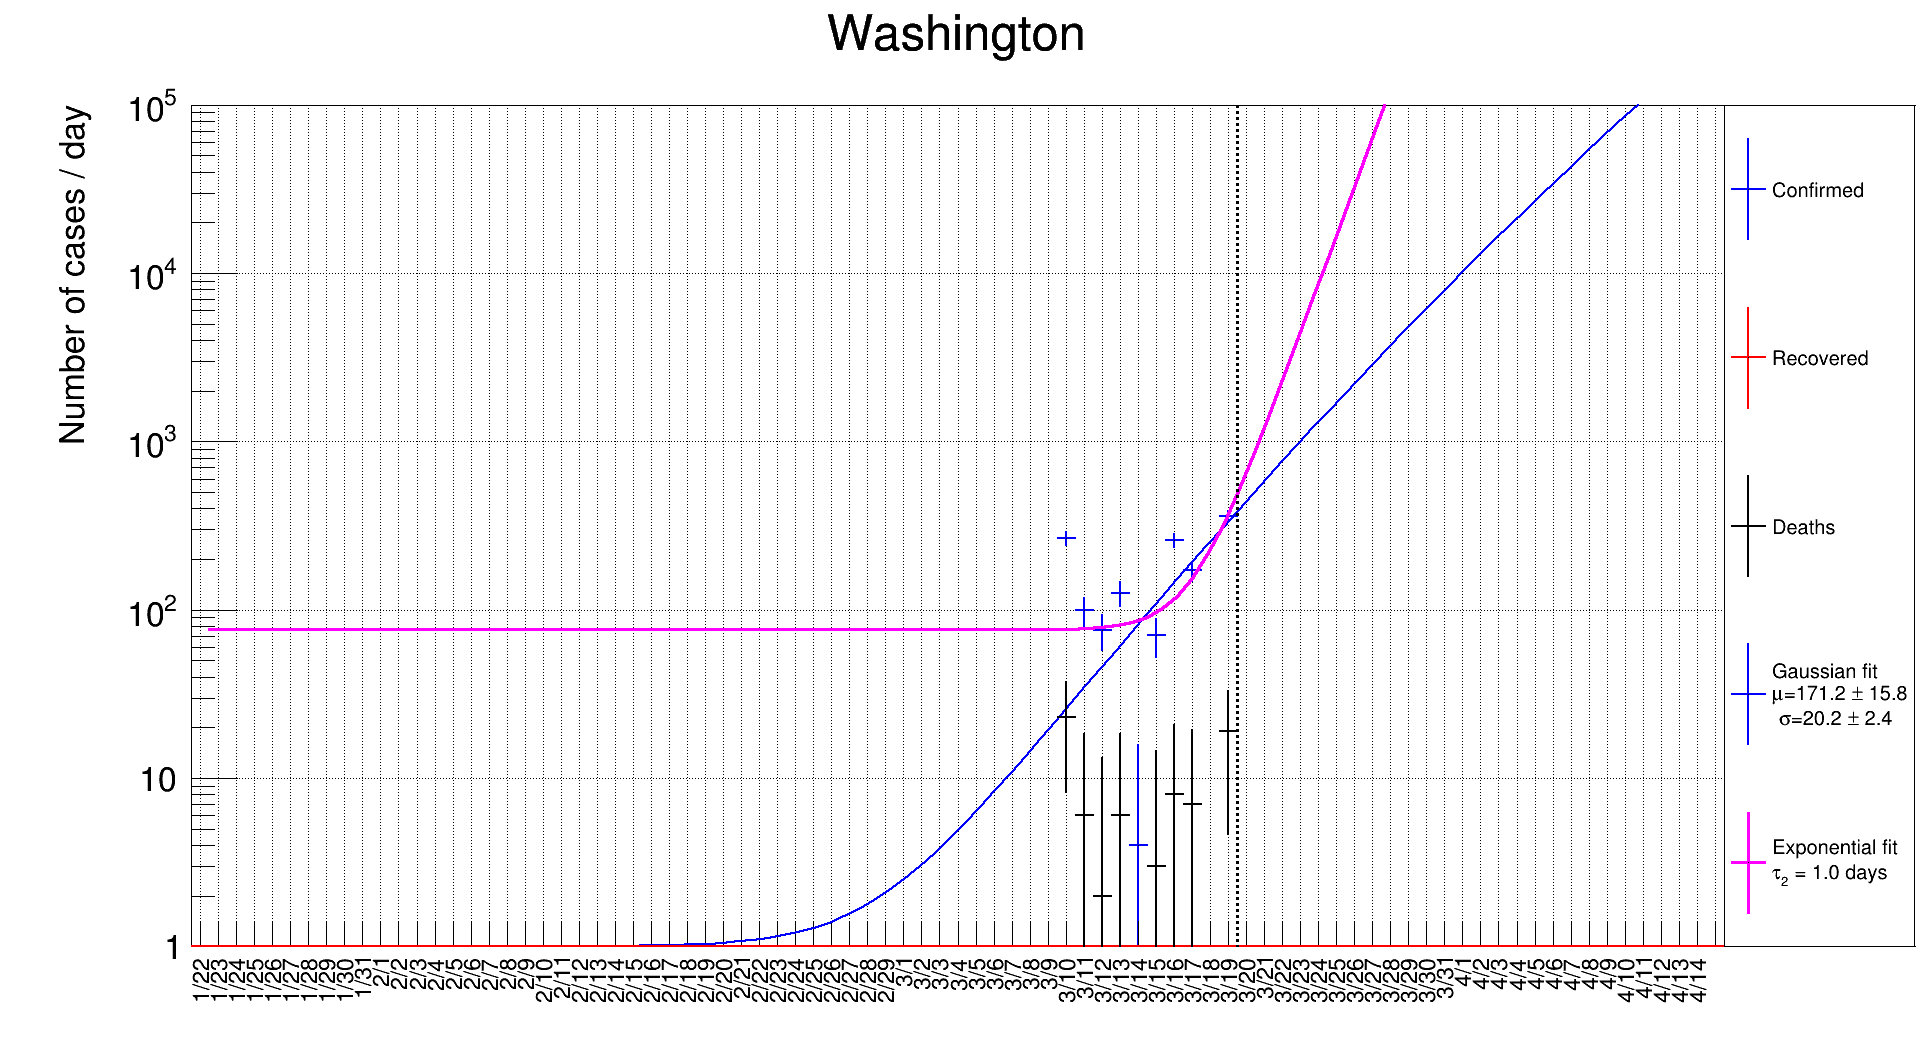 Washington
Number of cases / day
10^5
10^4
10^3
10^2
10
1
1/22 1/23 1/24 1/25 1/26 1/27 1/28 1/29 1/30 1/31 2/1 2/2 2/3 2/4 2/5 2/6 2/7 2/8 2/9 2/10 2/11 2/12 2/13 2/14 2/15 2/16 2/17 2/18 2/19 2/20 2/21 2/22 2/23 2/24 2/25 2/26 2/27 2/28 2/29 3/1 3/2 3/3 3/4 3/5 3/6 3/7 3/8 3/9 3/10 3/11 3/12 3/13 3/14 3/15 3/16 3/17 3/18 3/19 3/20 3/21 3/22 3/23 3/24 3/25 3/26 3/27 3/28 3/29 3/30 3/31 4/1 4/2 4/3 4/4 4/5 4/6 4/7 4/8 4/9 4/10 4/11 4/12 4/13 4/14
Confirmed
Recovered
Deaths
Gaussian fit
μ=171.2 ± 15.8
σ=20.2 ± 2.4
Exponential fit
τ₂ = 1.0 days